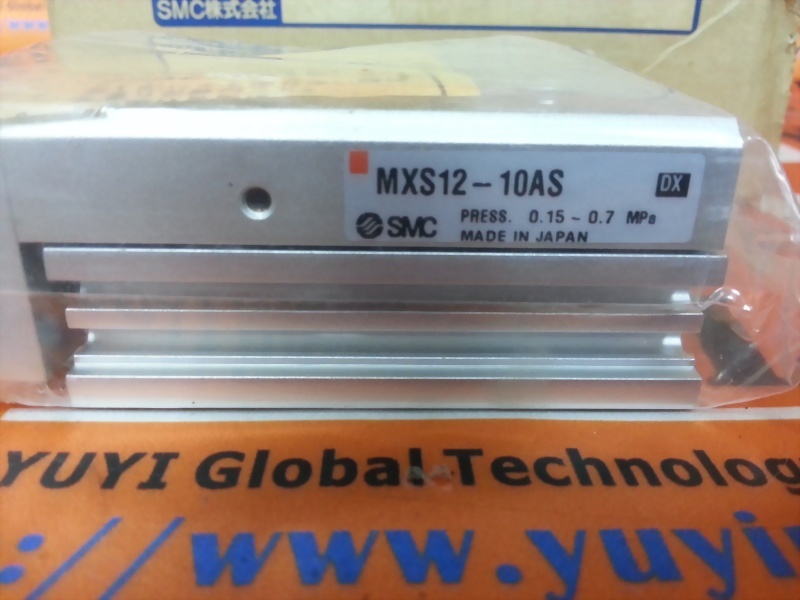 SMC株式会社
MXS12-10AS
DX
SMC
PRESS. 0.15 ~ 0.7 MPa
MADE IN JAPAN
YUYI Global Technology
://www.yuyi